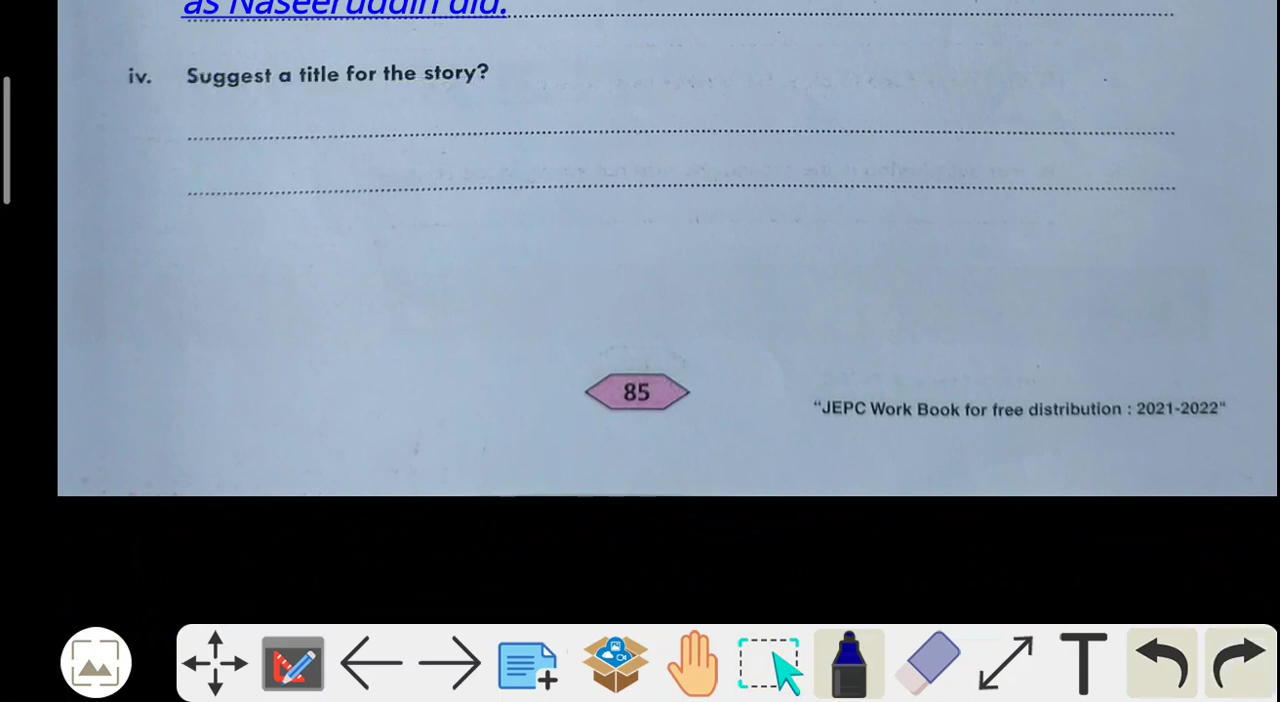 as Naseeruddin did.
iv. Suggest a title for the story?
85
"JEPC Work Book for free distribution : 2021-2022"
T